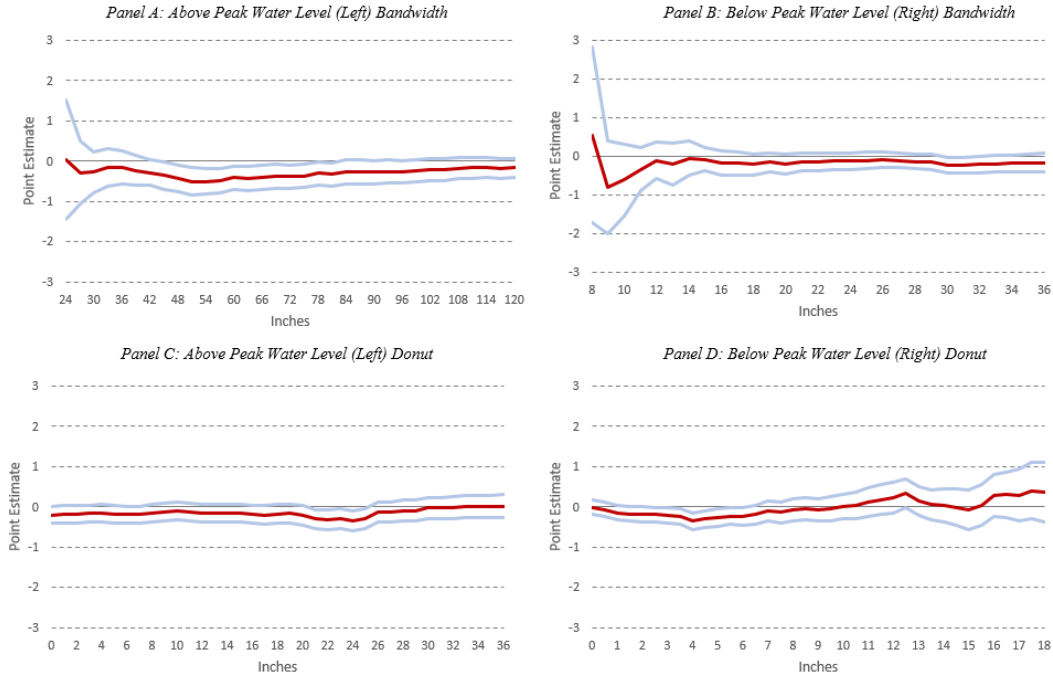 Panel A: Above Peak Water Level (Left) Bandwidth
3
2
1
0
-1
-2
-3
Point Estimate
24 30 36 42 48 54 60 66 72 78 84 90 96 102 108 114 120
Inches
Panel B: Below Peak Water Level (Right) Bandwidth
3
2
1
0
-1
-2
-3
Point Estimate
8 10 12 14 16 18 20 22 24 26 28 30 32 34 36
Inches
Panel C: Above Peak Water Level (Left) Donut
3
2
1
0
-1
-2
-3
Point Estimate
0 2 4 6 8 10 12 14 16 18 20 22 24 26 28 30 32 34 36
Inches
Panel D: Below Peak Water Level (Right) Donut
3
2
1
0
-1
-2
-3
Point Estimate
0 1 2 3 4 5 6 7 8 9 10 11 12 13 14 15 16 17 18
Inches